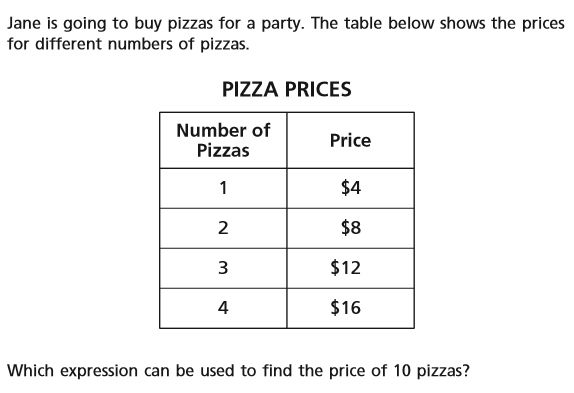 Jane is going to buy pizzas for a party. The table below shows the prices
for different numbers of pizzas.
PIZZA PRICES
Number of
Pizzas
Price
1 $4
2 $8
3 $12
4 $16
Which expression can be used to find the price of 10 pizzas?